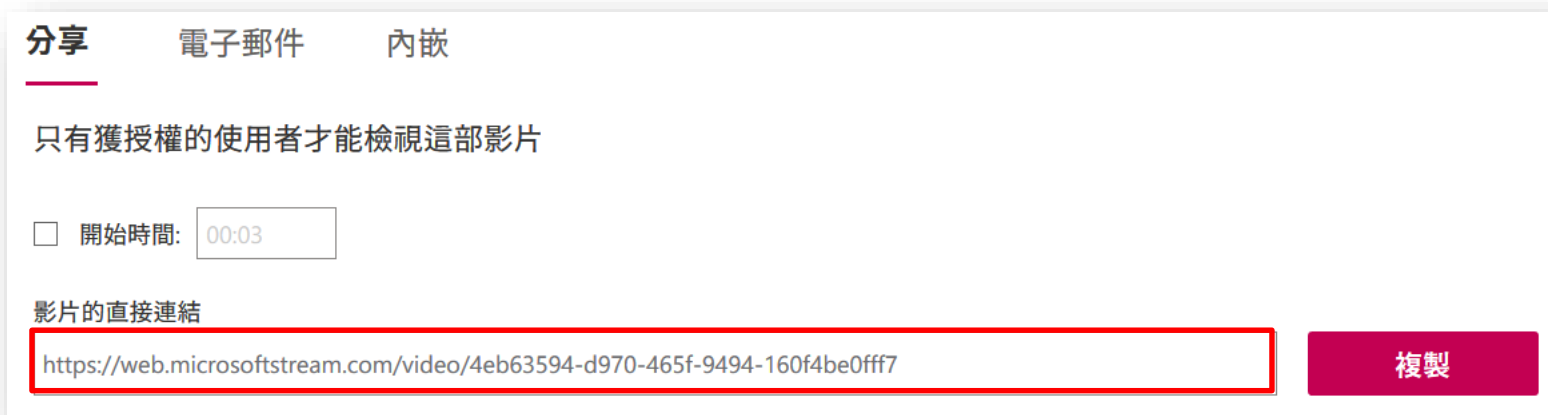 分享 電子郵件 內嵌
只有獲授權的使用者才能檢視這部影片
開始時間: 00:03
影片的直接連結
https://web.microsoftstream.com/video/4eb63594-d970-465f-9494-160f4be0fff7 複製